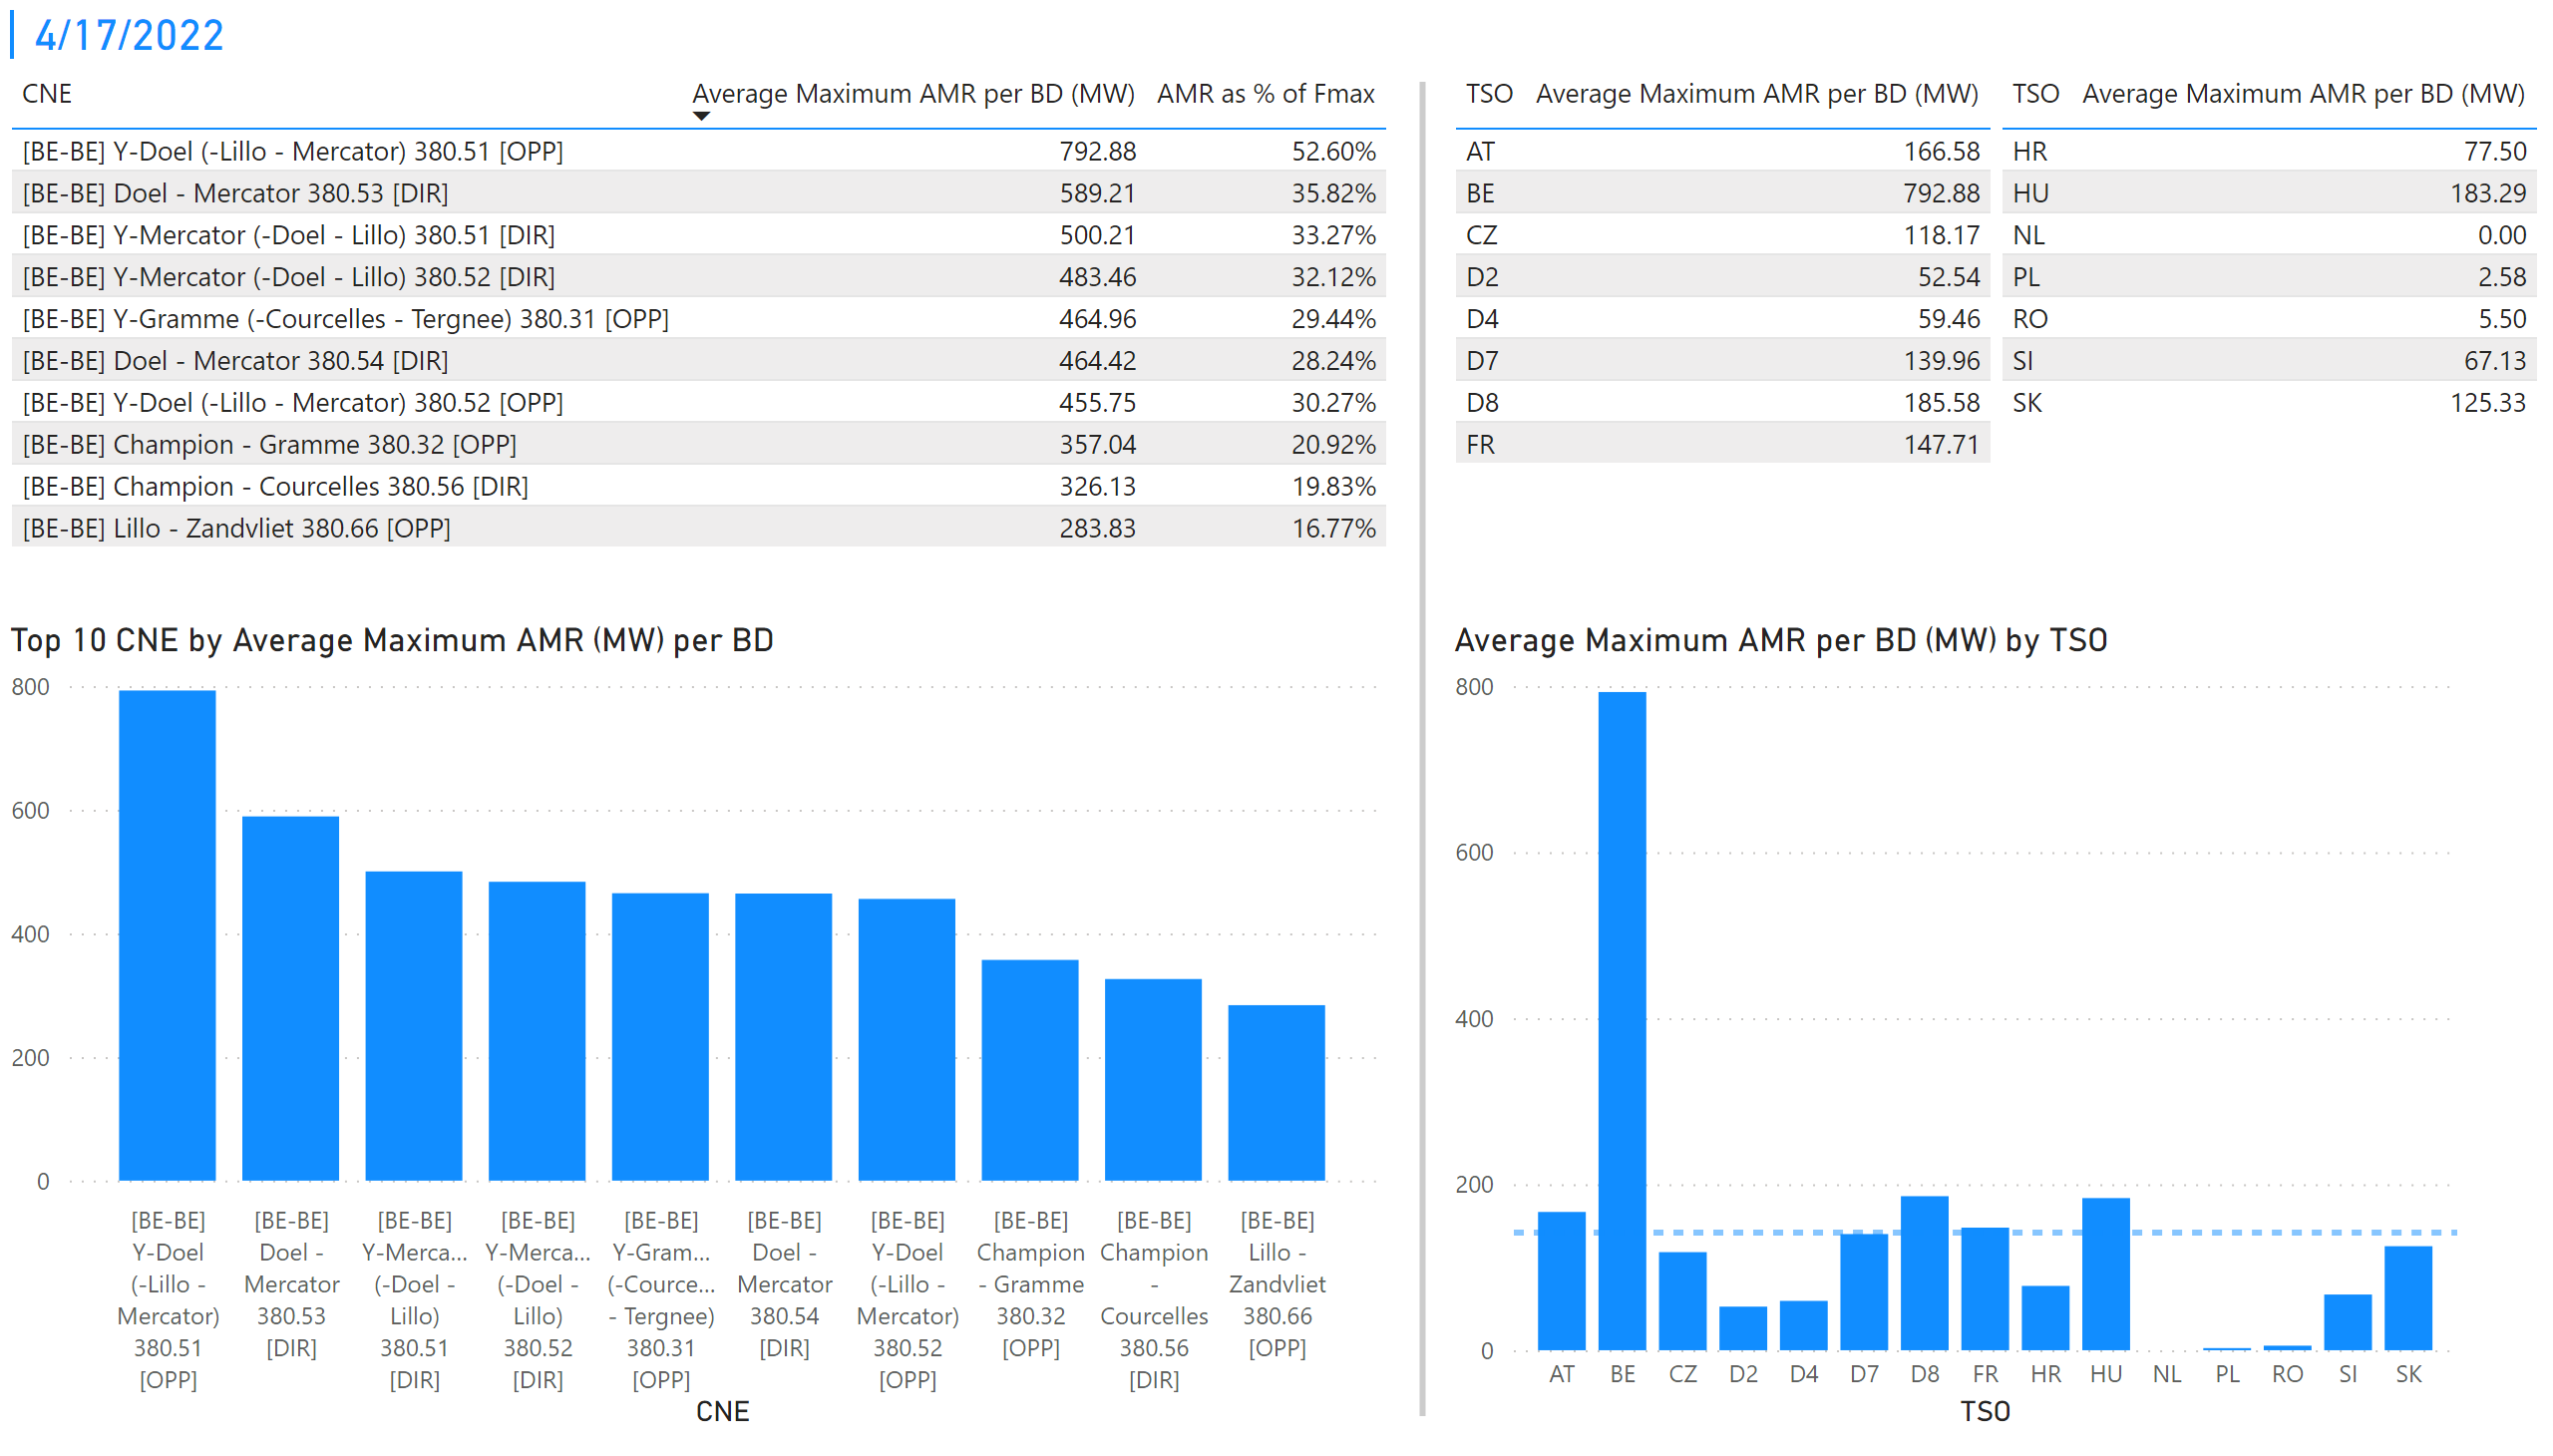 4/17/2022
CNE Average Maximum AMR per BD (MW) AMR as % of Fmax
[BE-BE] Y-Doel (-Lillo - Mercator) 380.51 [OPP] 792.88 52.60%
[BE-BE] Doel - Mercator 380.53 [DIR] 589.21 35.82%
[BE-BE] Y-Mercator (-Doel - Lillo) 380.51 [DIR] 500.21 33.27%
[BE-BE] Y-Mercator (-Doel - Lillo) 380.52 [DIR] 483.46 32.12%
[BE-BE] Y-Gramme (-Courcelles - Tergnee) 380.31 [OPP] 464.96 29.44%
[BE-BE] Doel - Mercator 380.54 [DIR] 464.42 28.24%
[BE-BE] Y-Doel (-Lillo - Mercator) 380.52 [OPP] 455.75 30.27%
[BE-BE] Champion - Gramme 380.32 [OPP] 357.04 20.92%
[BE-BE] Champion - Courcelles 380.56 [DIR] 326.13 19.83%
[BE-BE] Lillo - Zandvliet 380.66 [OPP] 283.83 16.77%
TSO Average Maximum AMR per BD (MW)
AT 166.58
BE 792.88
CZ 118.17
D2 52.54
D4 59.46
D7 139.96
D8 185.58
FR 147.71
TSO Average Maximum AMR per BD (MW)
HR 77.50
HU 183.29
NL 0.00
PL 2.58
RO 5.50
SI 67.13
SK 125.33
Top 10 CNE by Average Maximum AMR (MW) per BD
800
600
400
200
0
[BE-BE] [BE-BE] [BE-BE] [BE-BE] [BE-BE] [BE-BE] [BE-BE] [BE-BE] [BE-BE] [BE-BE]
Y-Doel Doel - Y-Merca... Y-Merca... Y-Gram... Doel - Y-Doel Champion Champion Lillo -
(-Lillo - Mercator (-Doel - (-Doel - (-Ource... Mercator (-Lillo - - Gramme - Zandvliet
Mercator) 380.53 Lillo) Lillo) - Tergnee) 380.54 Mercator) 380.32 Courcelles 380.66
380.51 [DIR] 380.51 380.52 380.31 [DIR] 380.52 [OPP] 380.56 [OPP]
[OPP] [DIR] [DIR] [OPP] [OPP] [DIR]
CNE
Average Maximum AMR per BD (MW) by TSO
800
600
400
200
0
AT BE CZ D2 D4 D7 D8 FR HR HU NL PL RO SI SK
TSO